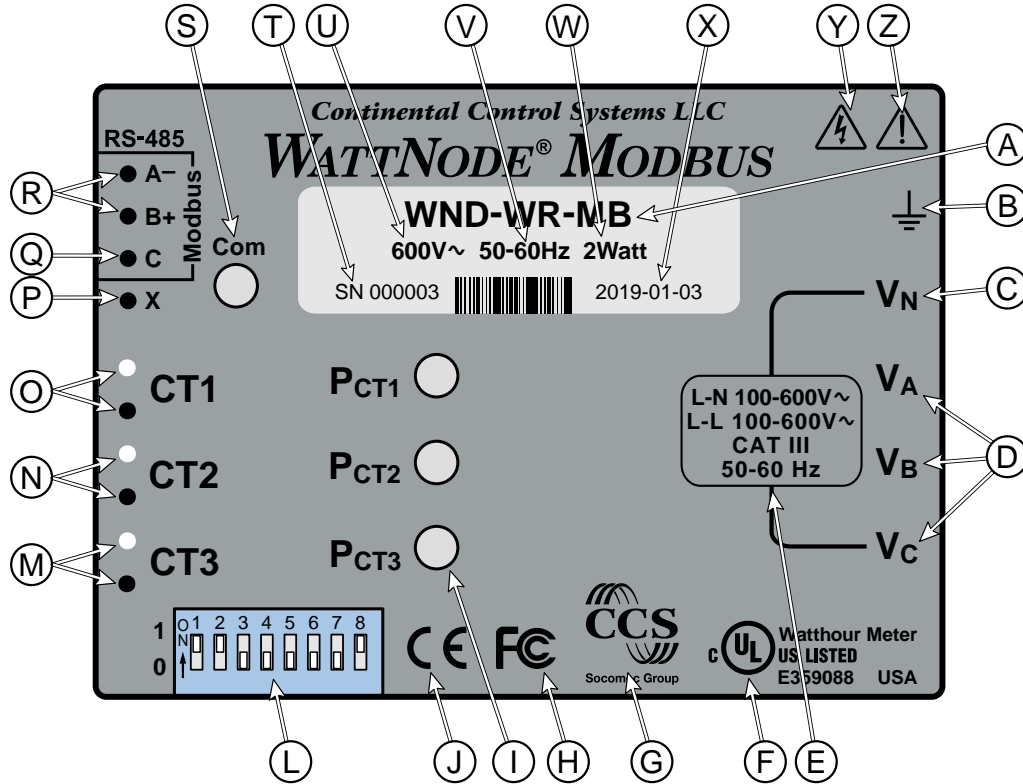 S T U V W X Y Z
Continental Control Systems LLC
RS-485
WATTNODE® MODBUS
A
R
A−
WND-WR-MB
B+
Modbus
B
Com
600V~ 50-60Hz 2Watt
Q
C
P
X
SN 000003
2019-01-03
VN
C
O
CT1
PCT1
VA
L-N 100-600V~
L-L 100-600V~
CAT III
50-60 Hz
N
CT2
PCT2
VB
D
M
CT3
PCT3
VC
1
0
ON
1 2 3 4 5 6 7 8
CE
FC
CCS
Socomec Group
C UL US LISTED
Watthour Meter
E359088 USA
L J I H G F E